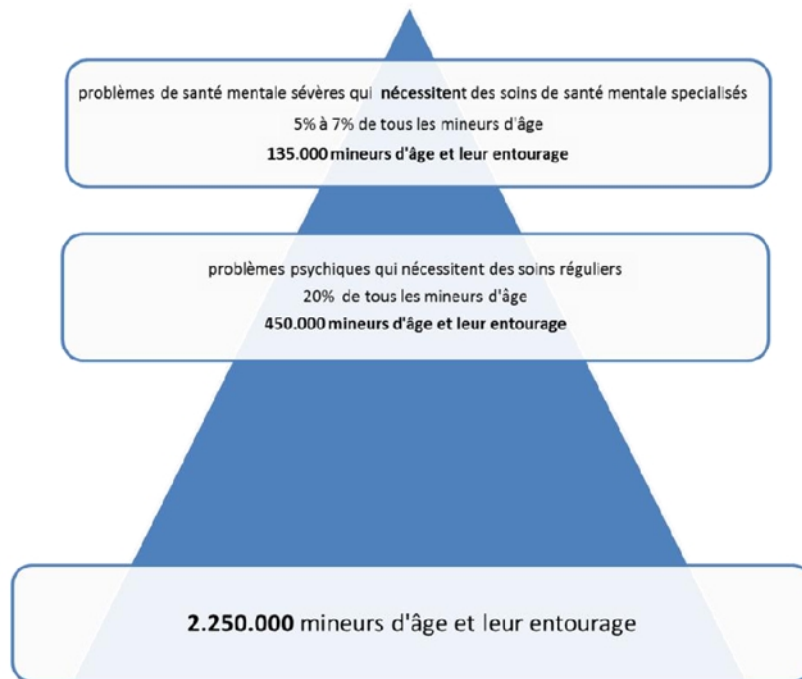 problèmes de santé mentale sévères qui nécessitent des soins de santé mentale specialisés
5% à 7% de tous les mineurs d'âge
135.000 mineurs d'âge et leur entourage
problèmes psychiques qui nécessitent des soins réguliers
20% de tous les mineurs d'âge
450.000 mineurs d'âge et leur entourage
2.250.000 mineurs d'âge et leur entourage